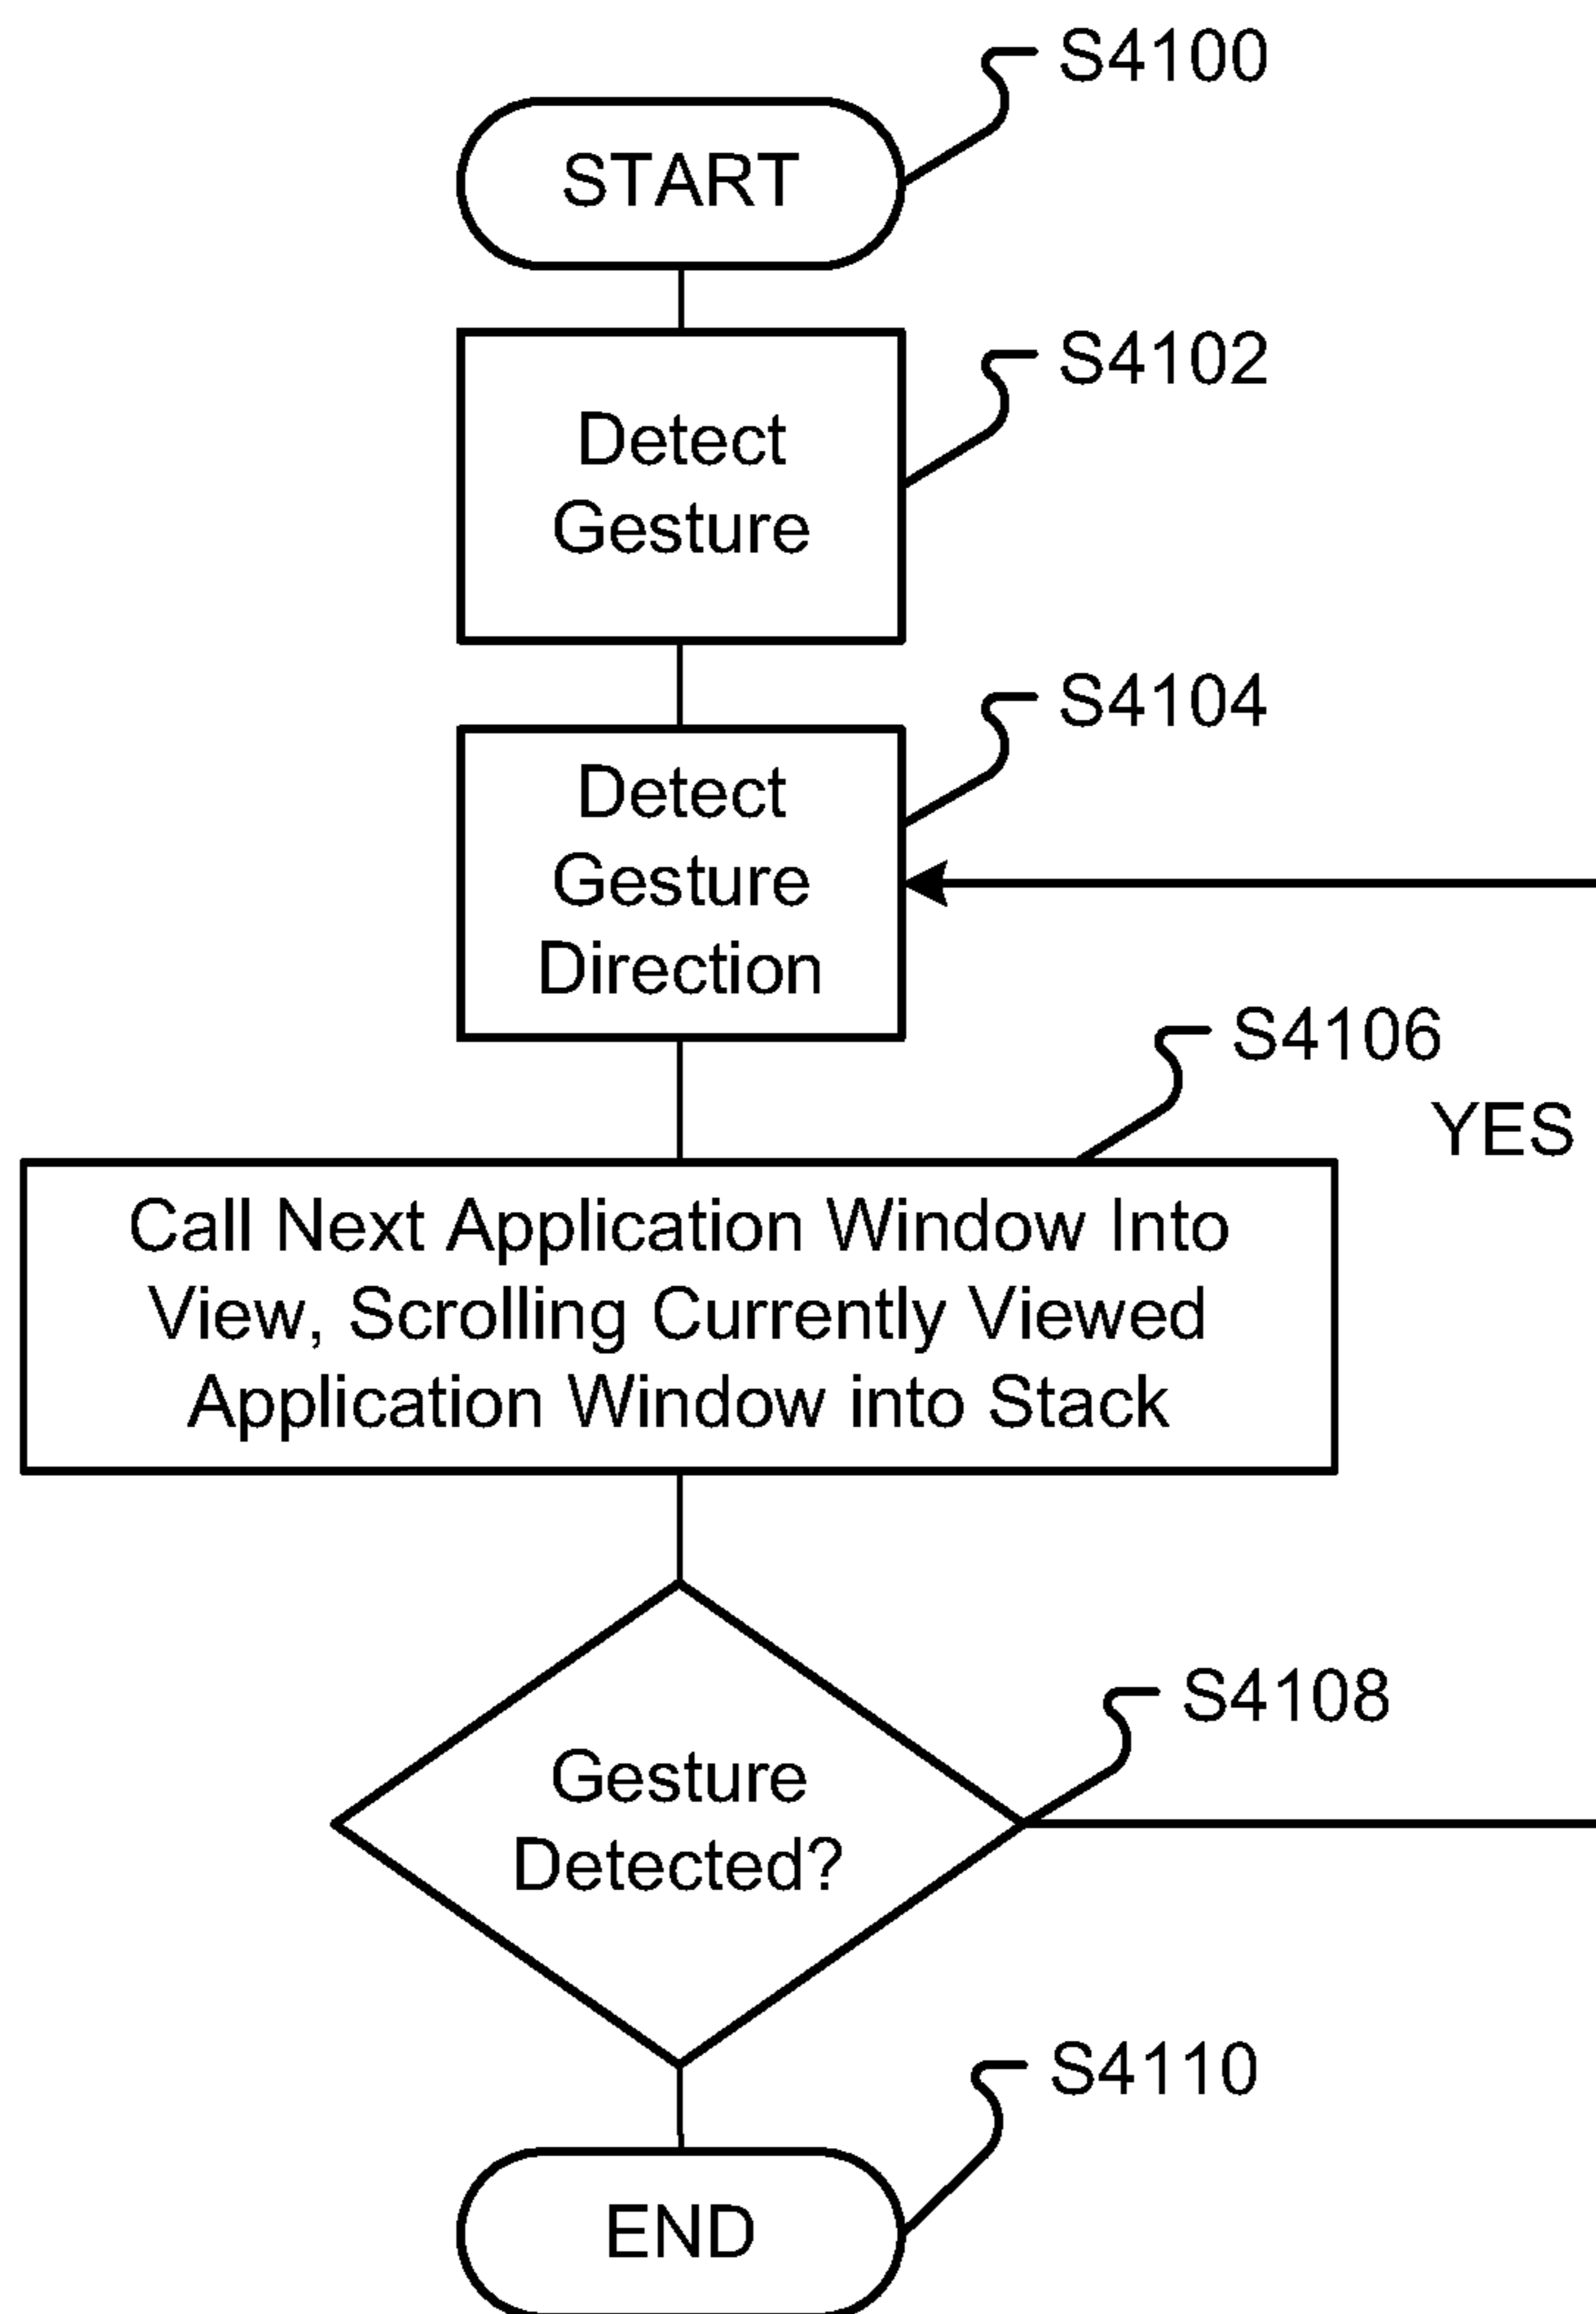 S4100
START
S4102
Detect
Gesture
S4104
Detect
Gesture
Direction
S4106
YES
Call Next Application Window Into
View, Scrolling Currently Viewed
Application Window into Stack
S4108
Gesture
Detected?
S4110
END